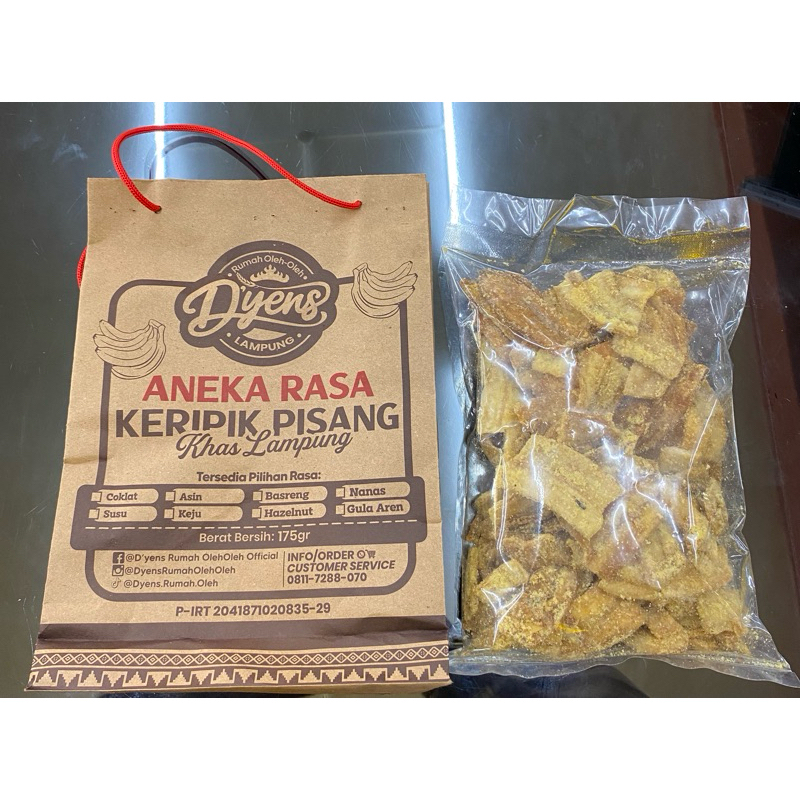 Rumah Oleh-Oleh
D'yens
LAMPUNG
ANEKA RASA
KERIPIK PISANG
Khas Lampung
Tersedia Pilihan Rasa:
Coklat Asin Basreng Nanas
Susu Keju Hazelnut Gula Aren
Berat Bersih: 175gr
@D'yens Rumah OlehOleh Official
@DyensRumahOlehOleh
@Dyens.Rumah.Oleh
INFO/ORDER
CUSTOMER SERVICE
0811-7288-070
P-IRT 2041871020835-29